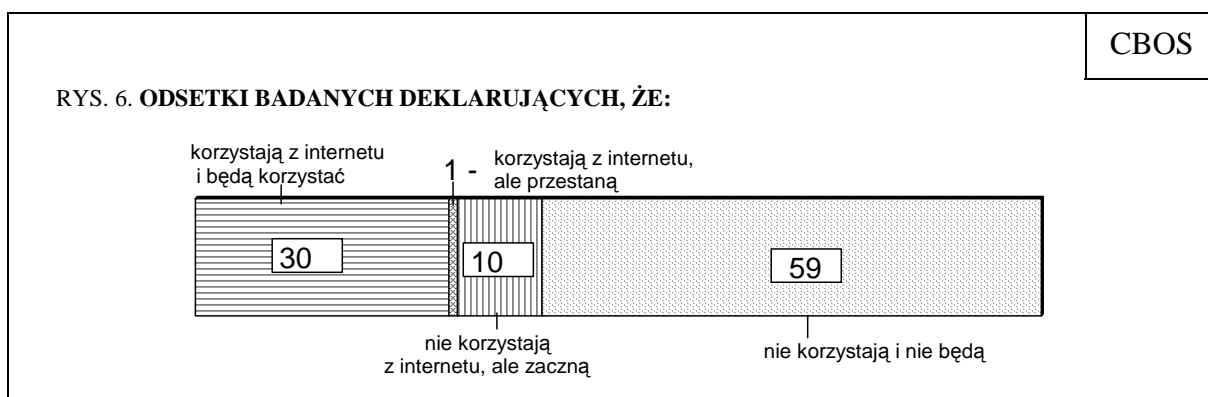 CBOS
RYS. 6. ODSETKI BADANYCH DEKLARUJĄCYCH, ŻE:
korzystają z internetu
i będą korzystać
1 - korzystają z internetu,
ale przestaną
30
10
59
nie korzystają
z internetu, ale zaczną
nie korzystają i nie będą